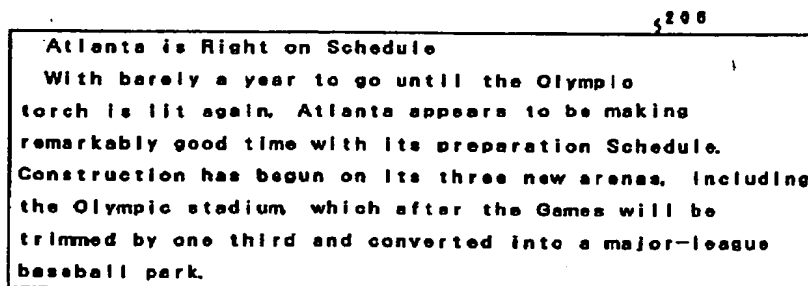 206
Atlanta is Right on Schedule
With barely a year to go until the Olympic
torch is lit again, Atlanta appears to be making
remarkably good time with its preparation Schedule.
Construction has begun on its three new arenas, including
the Olympic stadium which after the Games will be
trimmed by one third and converted into a major-league
baseball park.